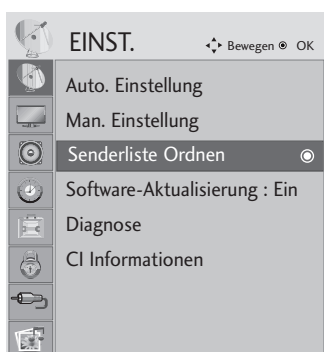 EINST. Bewegen OK
Auto. Einstellung
Man. Einstellung
Senderliste Ordnen
Software-Aktualisierung : Ein
Diagnose
CI Informationen